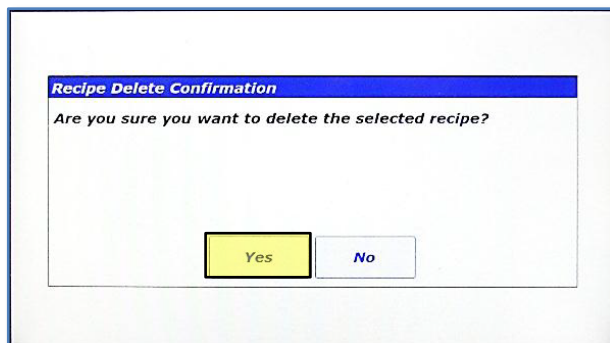 Recipe Delete Confirmation
Are you sure you want to delete the selected recipe?
Yes
No